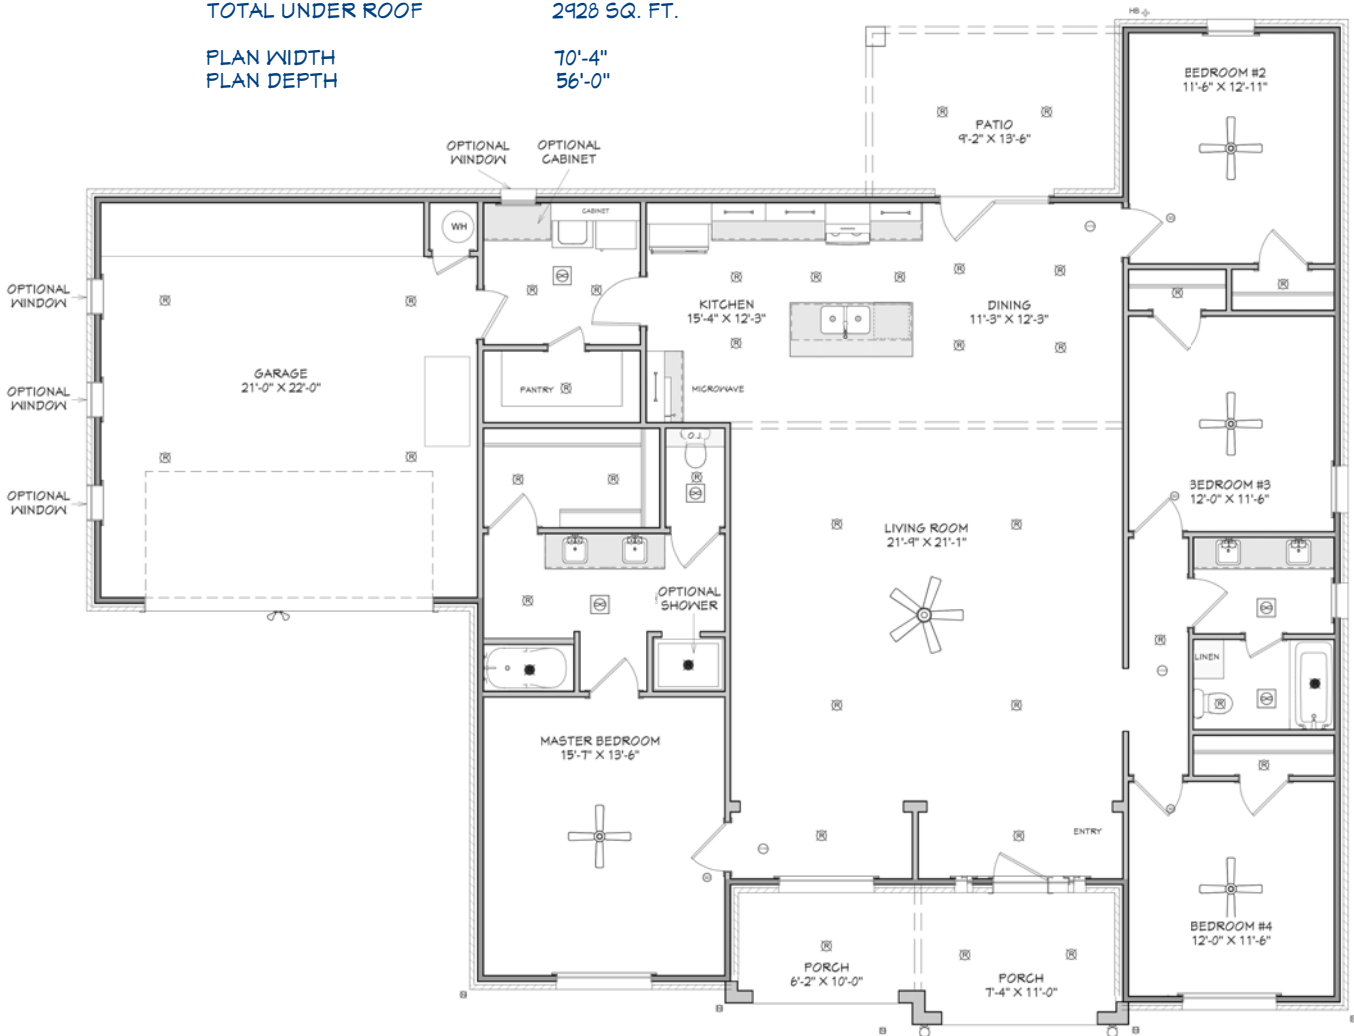 TOTAL UNDER ROOF 2928 SQ. FT.
PLAN WIDTH 70'-4"
PLAN DEPTH 56'-0"
HB
BEDROOM #2
11'-6" X 12'-11"
PATIO
9'-2" X 13'-6"
OPTIONAL
WINDOW
OPTIONAL
CABINET
CABINET
WH
OPTIONAL
WINDOW
KITCHEN
15'-4" X 12'-3"
DINING
11'-3" X 12'-3"
GARAGE
21'-0" X 22'-0"
PANTRY
MICROWAVE
OPTIONAL
WINDOW
O.J.
BEDROOM #3
12'-0" X 11'-6"
OPTIONAL
WINDOW
LIVING ROOM
21'-9" X 21'-1"
OPTIONAL
SHOWER
LINEN
MASTER BEDROOM
15'-7" X 13'-6"
ENTRY
BEDROOM #4
12'-0" X 11'-6"
PORCH
6'-2" X 10'-0"
PORCH
7'-4" X 11'-0"